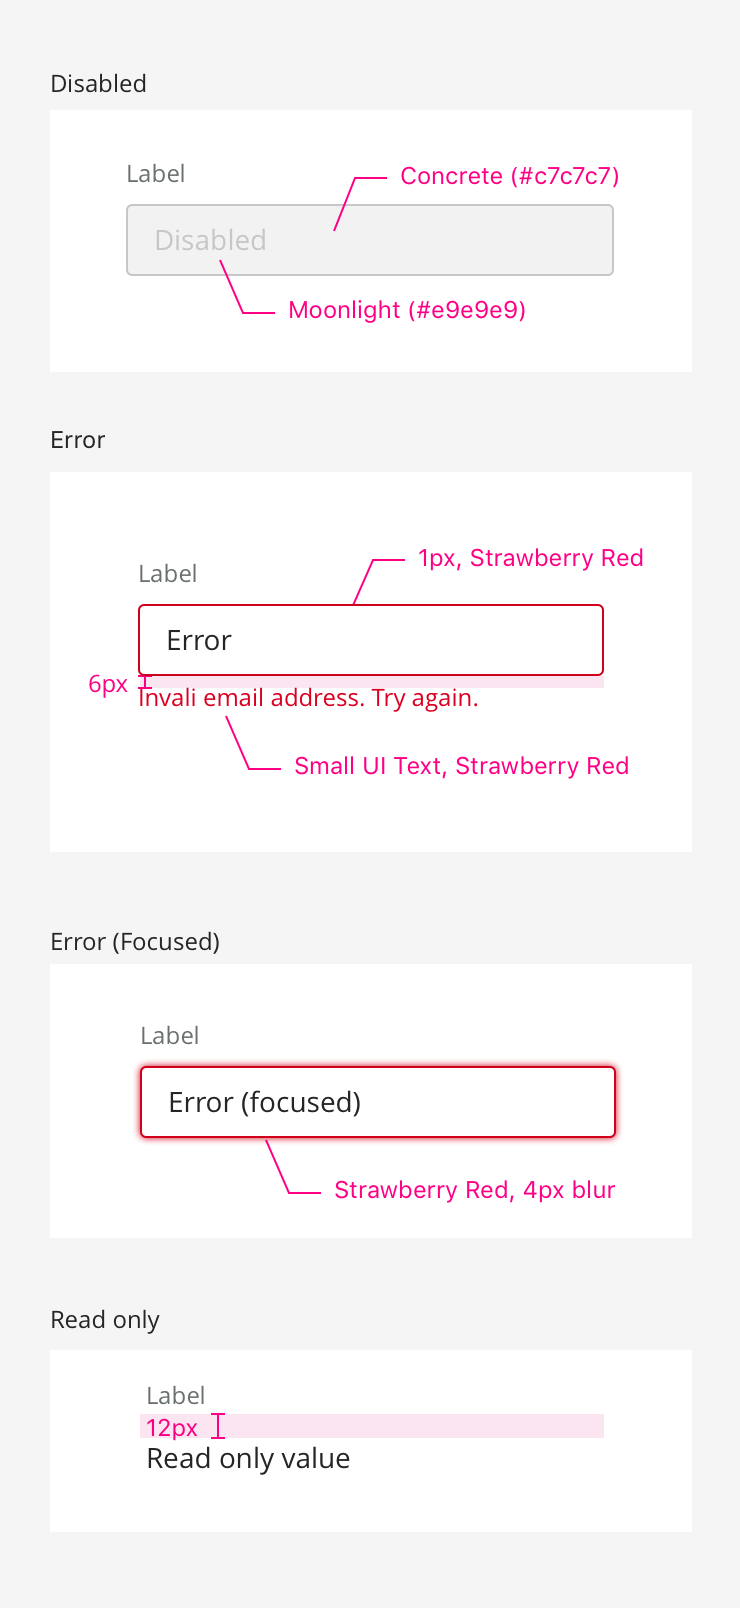 Disabled
Label
Concrete (#c7c7c7)
Disabled
Moonlight (#e9e9e9)
Error
1px, Strawberry Red
Label
Error
6px
Invali email address. Try again.
Small UI Text, Strawberry Red
Error (Focused)
Label
Error (focused)
Strawberry Red, 4px blur
Read only
Label
12px
Read only value